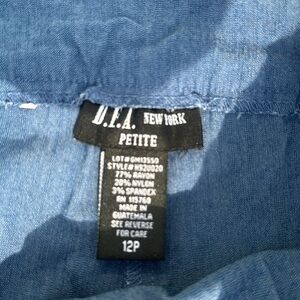 D.F.A. NEW YORK
PETITE
LOT#GM13550
STYLE#H920020
77% RAYON
20% NYLON
3% SPANDEX
RN 115760
MADE IN
GUATEMALA
SEE REVERSE
FOR CARE
12P